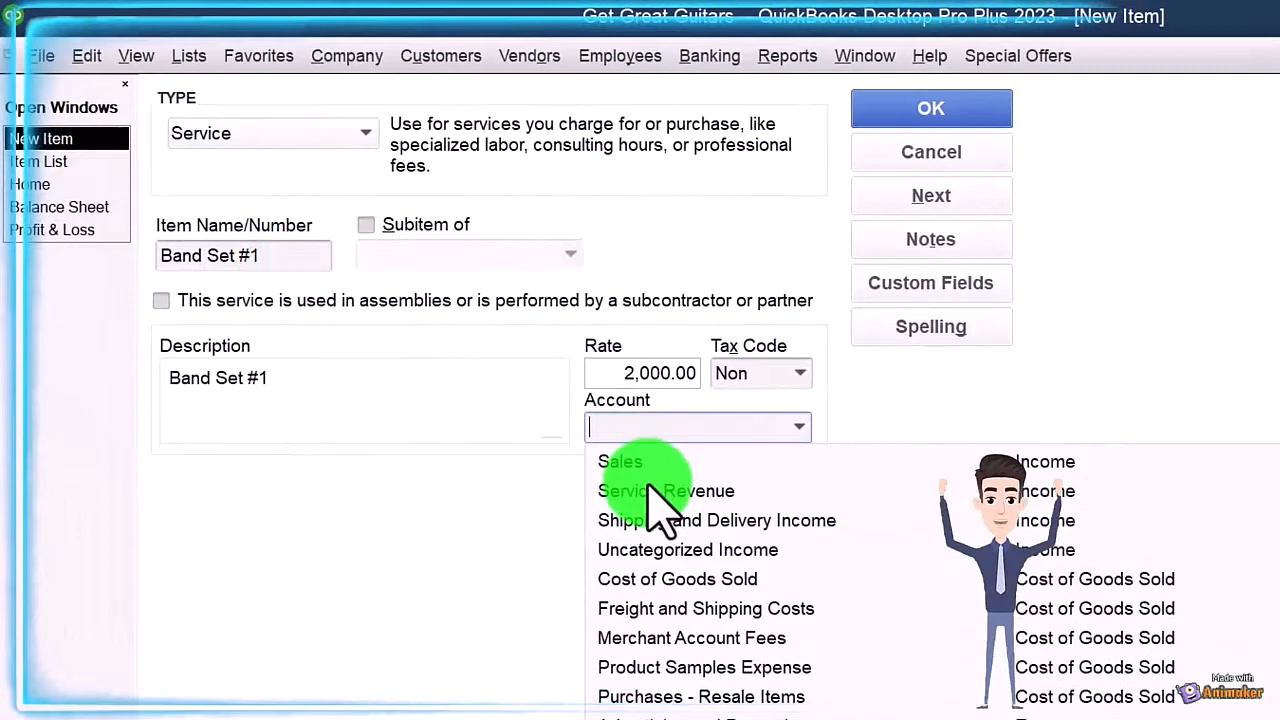 Get Great Guitars - QuickBooks Desktop Pro Plus 2023 - [New Item]
File Edit View Lists Favorites Company Customers Vendors Employees Banking Reports Window Help Special Offers
Open Windows
New Item
Item List
Home
Balance Sheet
Profit & Loss
TYPE
Service
Use for services you charge for or purchase, like
specialized labor, consulting hours, or professional
fees.
OK
Cancel
Next
Notes
Custom Fields
Spelling
Item Name/Number
Subitem of
Band Set #1
This service is used in assemblies or is performed by a subcontractor or partner
Description
Rate
Tax Code
Band Set #1
2,000.00
Non
Account
Sales Income
Service Revenue Income
Shipping and Delivery Income Income
Uncategorized Income Income
Cost of Goods Sold Cost of Goods Sold
Freight and Shipping Costs Cost of Goods Sold
Merchant Account Fees Cost of Goods Sold
Product Samples Expense Cost of Goods Sold
Purchases - Resale Items Cost of Goods Sold
Made with
Animaker